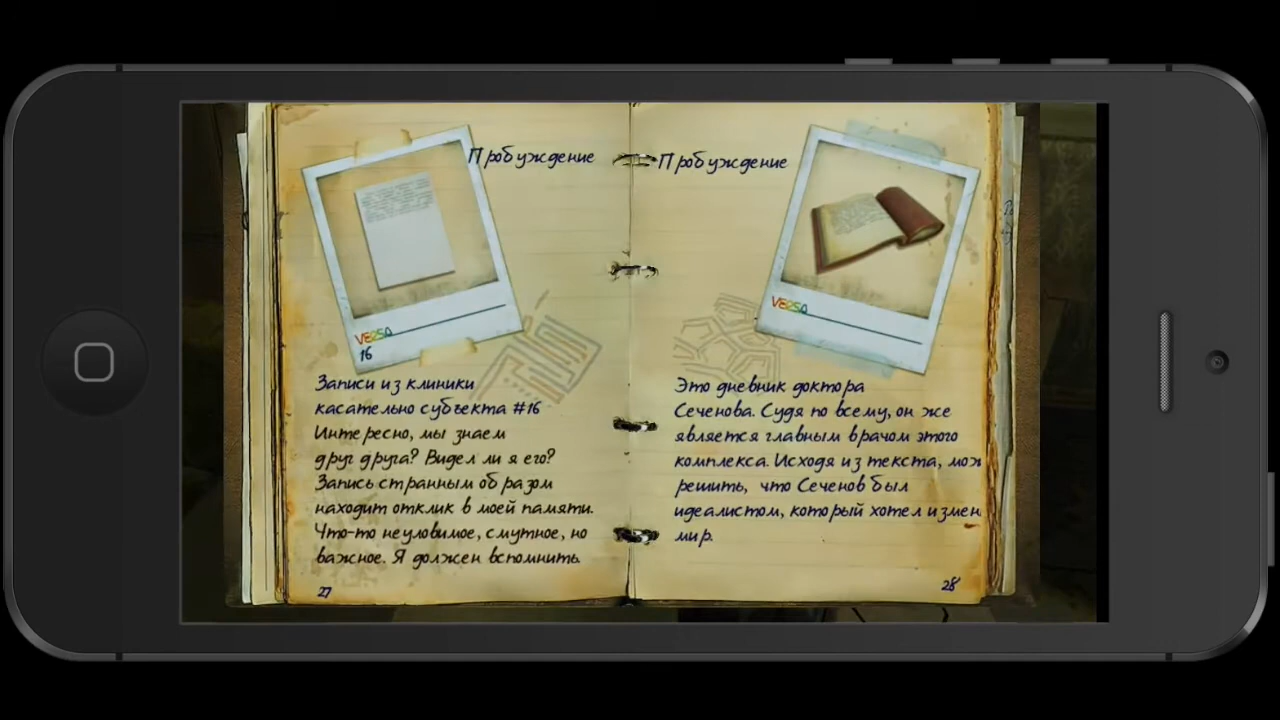 Пробуждение
VERSA
16
Записи из клиники
касательно субъекта #16
Интересно, мы знаем
друг друга? Видел ли я его?
Запись странным образом
находит отклик в моей памяти.
Что-то неуловимое, смутное, но
важное. Я должен вспомнить.
27
Пробуждение
VERSA
Это дневник доктора
Сеченова. Судя по всему, он же
является главным врачом этого
комплекса. Исходя из текста, мож
решить, что Сеченов был
идеалистом, который хотел измен
мир.
28